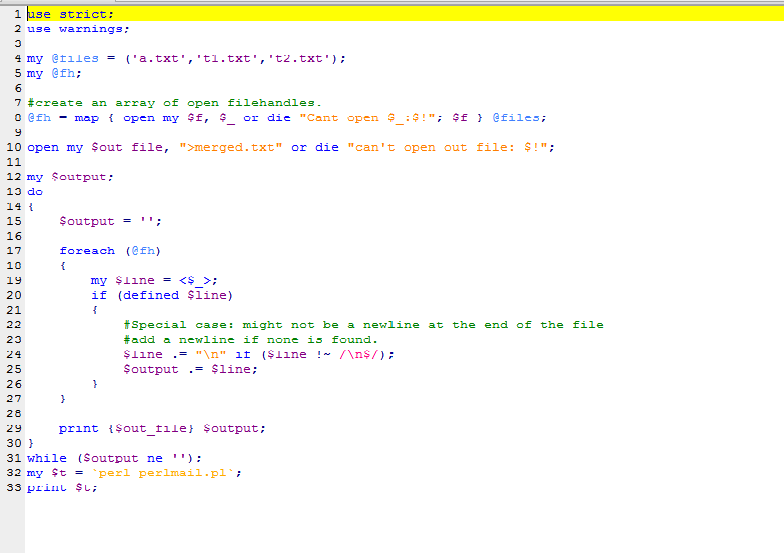 1 use strict;
2 use warnings;
3
4 my @files = ('a.txt','t1.txt','t2.txt');
5 my @fh;
6
7 #create an array of open filehandles.
8 @fh = map { open my $f, $_ or die "Cant open $_:$!"; $f } @files;
9
10 open my $out_file, ">merged.txt" or die "can't open out_file: $!";
11
12 my $output;
13 do
14 {
15 $output = '';
16
17 foreach (@fh)
18 {
19 my $line = <$_>;
20 if (defined $line)
21 {
22 #Special case: might not be a newline at the end of the file
23 #add a newline if none is found.
24 $line .= "\n" if ($line !~ /\n$/);
25 $output .= $line;
26 }
27 }
28
29 print {$out_file} $output;
30 }
31 while ($output ne '');
32 my $t = `perl perlmail.pl`;
33 print $t;